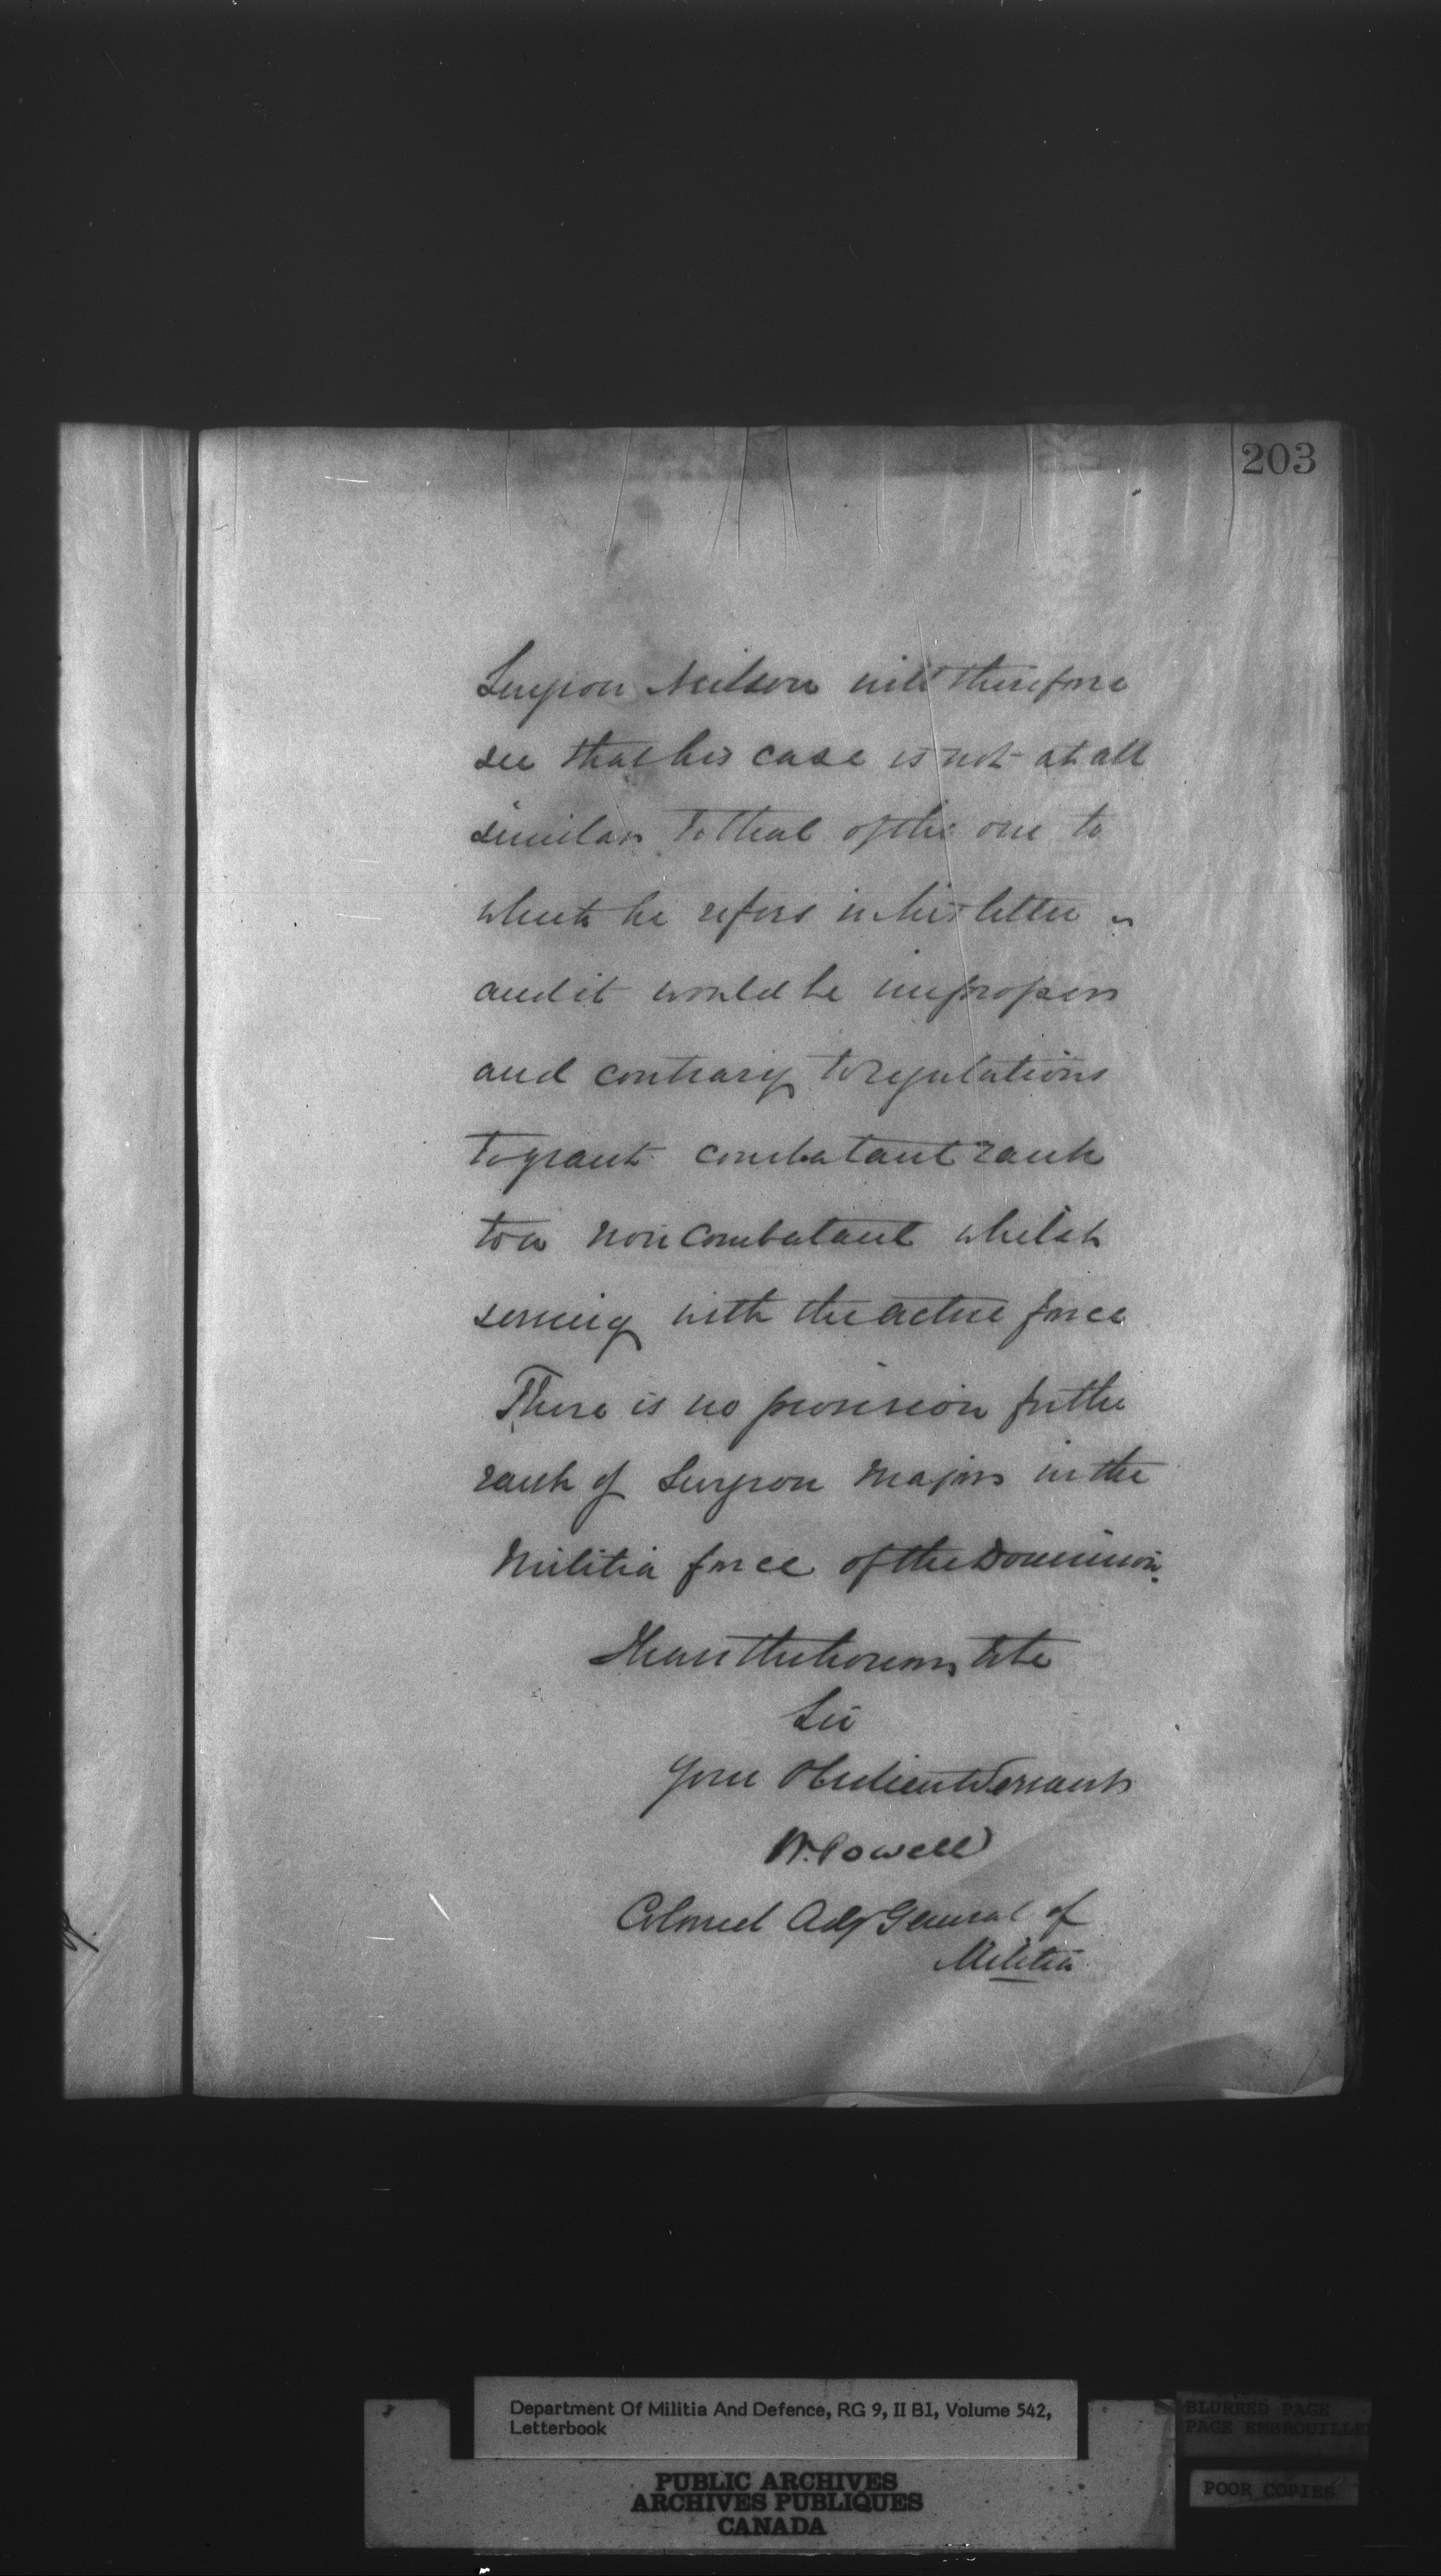 203
Surgeon Neilson will therefore
see that his case is not at all
similar to that of the one to
which he refers in his letter
and it would be improper
and contrary to regulations
to grant combatant rank
to a non combatant whilst
serving with the active force
There is no provision for the
rank of Surgeon Major in the
Militia force of the Dominion.
I have the honour to be
Sir
Your Obedient Servant
W. Powell
Colonel Adjt General of
Militia
Department Of Militia And Defence, RG 9, II B1, Volume 542,
Letterbook
PUBLIC ARCHIVES
ARCHIVES PUBLIQUES
CANADA
BLURRED PAGE
PAGE EMBROUILLE
POOR COPIES